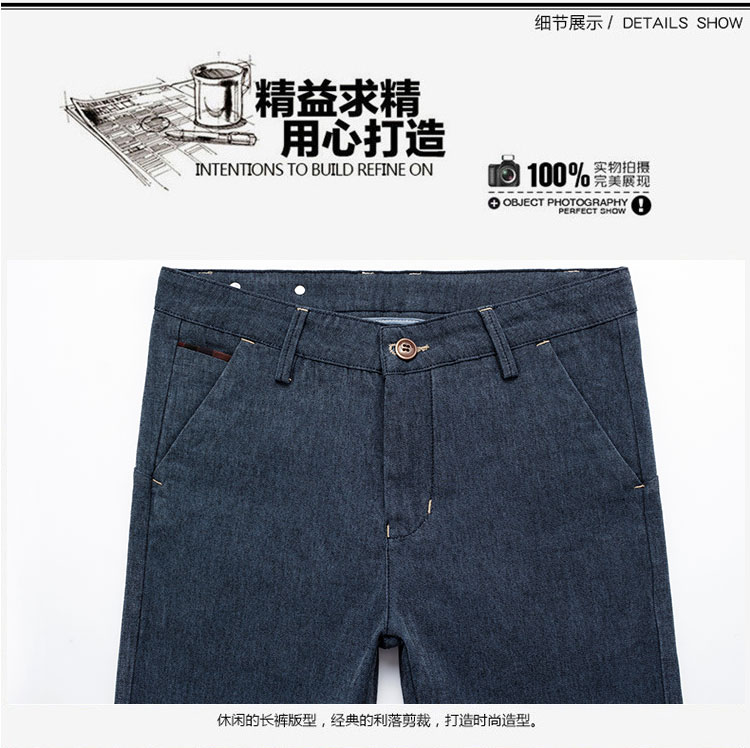 细节展示 / DETAILS SHOW
精益求精
用心打造
INTENTIONS TO BUILD REFINE ON
100% 实物拍摄
完美展现
OBJECT PHOTOGRAPHY
PERFECT SHOW
休闲的长裤版型，经典的利落剪裁，打造时尚造型。